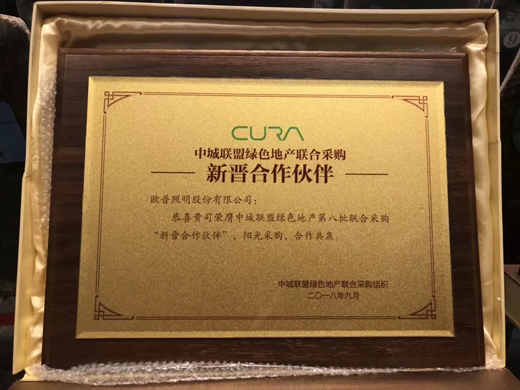 CURA
中城联盟绿色地产联合采购
新晋合作伙伴
欧普照明股份有限公司：
恭喜贵司荣膺中城联盟绿色地产第八批联合采购
“新晋合作伙伴”，阳光采购，合作共赢。
中城联盟绿色地产联合采购组织
二〇一八年九月